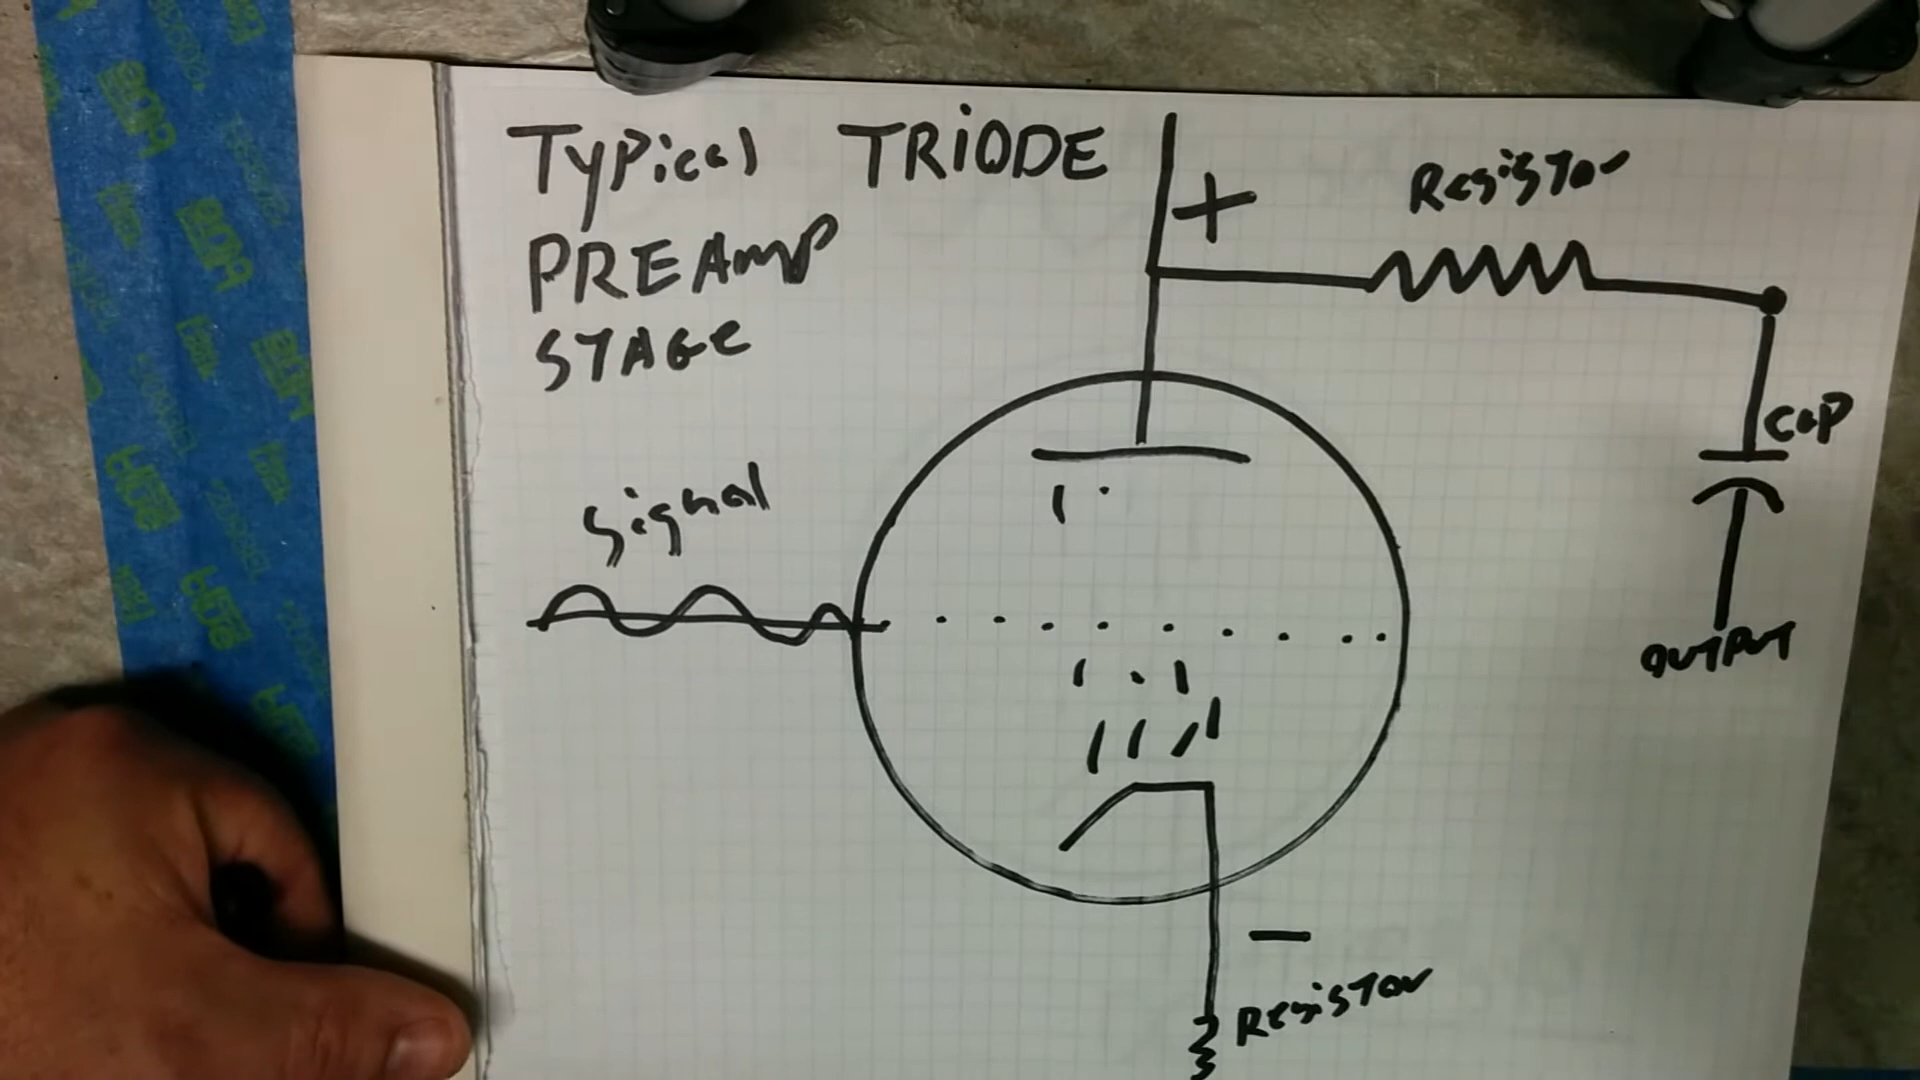 Typical TRiODE
PREAmp
STAGe
+
Resistor
Cap
Signal
OUTPUT
−
Resistor